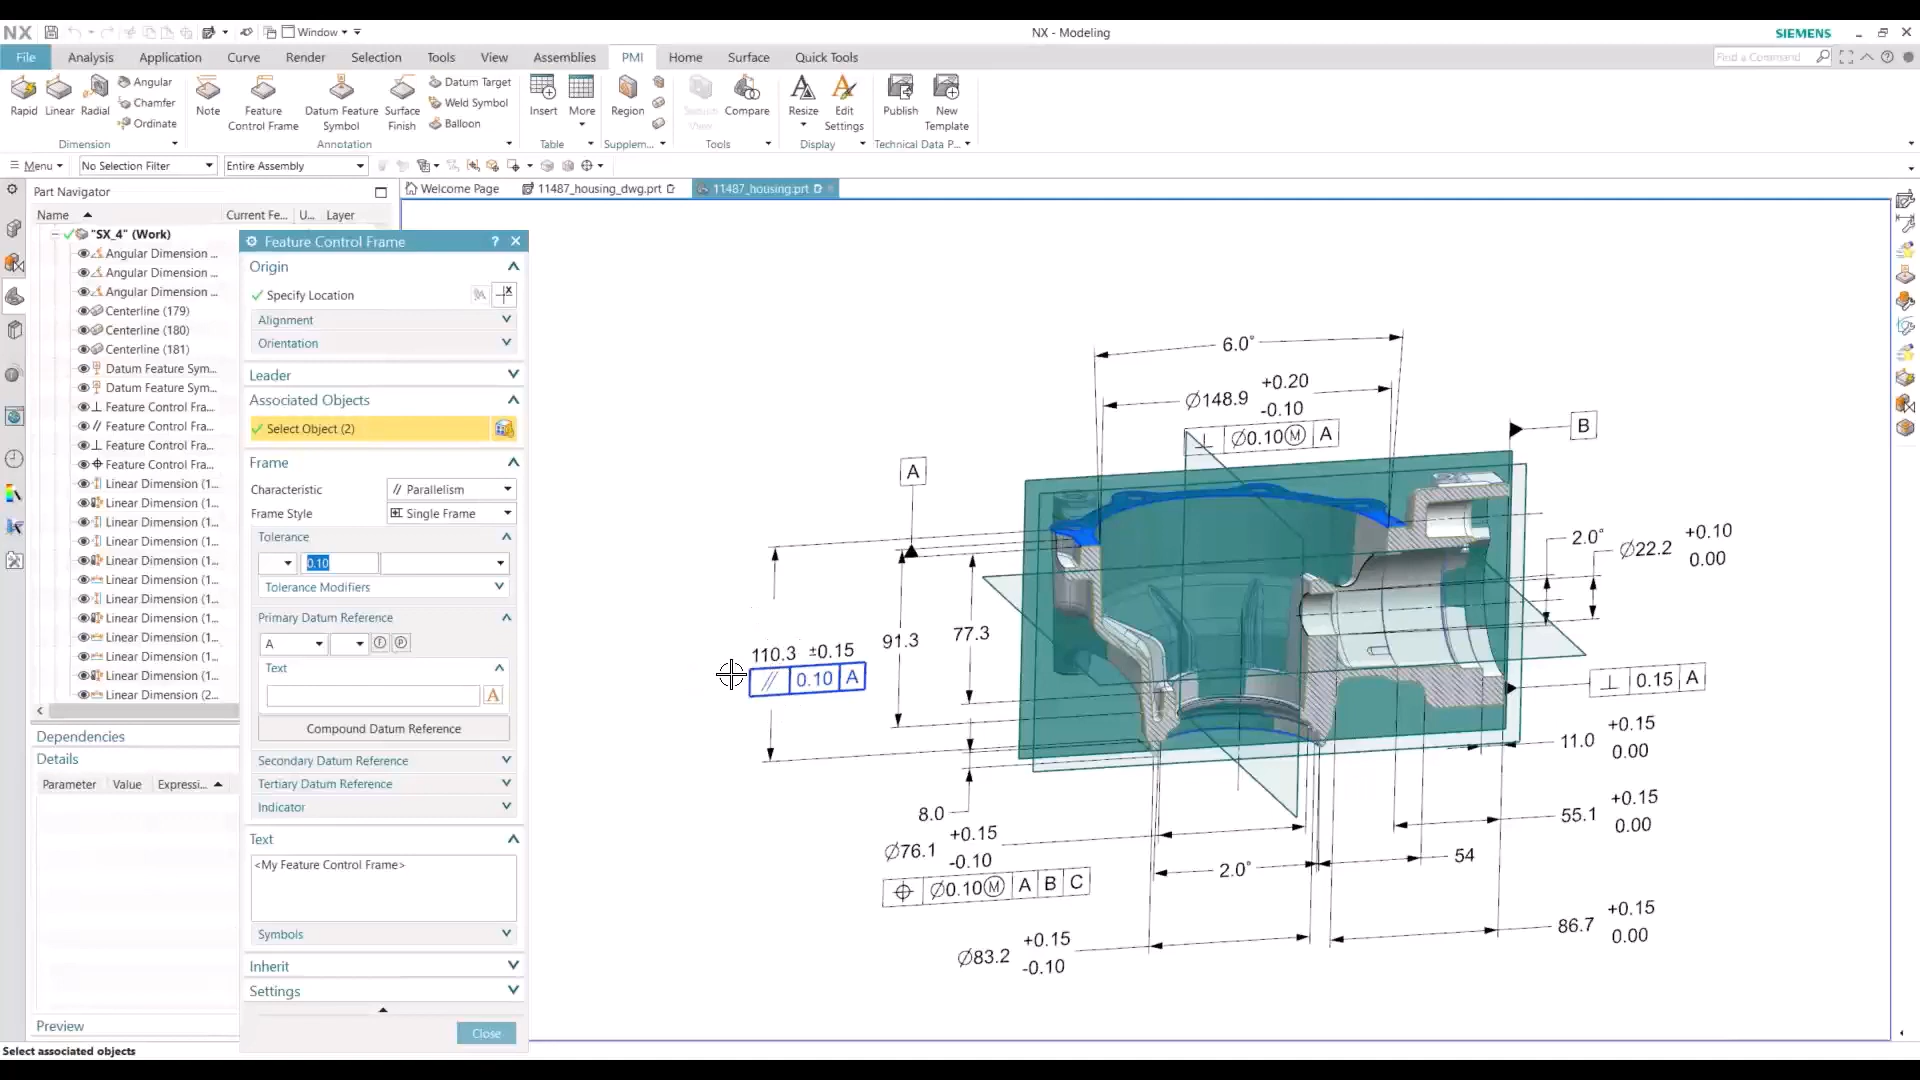 NX Window NX - Modeling SIEMENS
File Analysis Application Curve Render Selection Tools View Assemblies PMI Home Surface Quick Tools Find a Command
Rapid Linear Radial
Angular
Chamfer
Ordinate
Dimension
Note
Feature Control Frame
Datum Feature Symbol
Surface Finish
Datum Target
Weld Symbol
Balloon
Annotation
Insert More
Table
Region
Supplem...
Section View
Compare
Tools
Resize
Edit Settings
Display
Publish
New Template
Technical Data P...
Menu No Selection Filter Entire Assembly
Part Navigator
Welcome Page 11487_housing_dwg.prt 11487_housing.prt
Name Current Fe... U... Layer
"SX_4" (Work)
Angular Dimension ...
Angular Dimension ...
Angular Dimension ...
Centerline (179)
Centerline (180)
Centerline (181)
Datum Feature Sym...
Datum Feature Sym...
Feature Control Fra...
Feature Control Fra...
Feature Control Fra...
Feature Control Fra...
Linear Dimension (1...
Linear Dimension (1...
Linear Dimension (1...
Linear Dimension (1...
Linear Dimension (1...
Linear Dimension (1...
Linear Dimension (1...
Linear Dimension (1...
Linear Dimension (1...
Linear Dimension (1...
Linear Dimension (1...
Linear Dimension (2...
Dependencies
Details
Parameter Value Expressi...
Preview
Select associated objects
Feature Control Frame ?
Origin
Specify Location
Alignment
Orientation
Leader
Associated Objects
Select Object (2)
Frame
Characteristic // Parallelism
Frame Style Single Frame
Tolerance
0.10
Tolerance Modifiers
Primary Datum Reference
A Ⓕ Ⓟ
Text
A
Compound Datum Reference
Secondary Datum Reference
Tertiary Datum Reference
Indicator
Text
<My Feature Control Frame>
Symbols
Inherit
Settings
Close
6.0°
∅148.9 +0.20 -0.10
⊥ ∅0.10Ⓜ A
B
A
2.0°
∅22.2 +0.10 0.00
110.3 ±0.15
// 0.10 A
91.3
77.3
⊥ 0.15 A
11.0 +0.15 0.00
8.0
55.1 +0.15 0.00
∅76.1 +0.15 -0.10
⌖ ∅0.10Ⓜ A B C
2.0°
54
∅83.2 +0.15 -0.10
86.7 +0.15 0.00